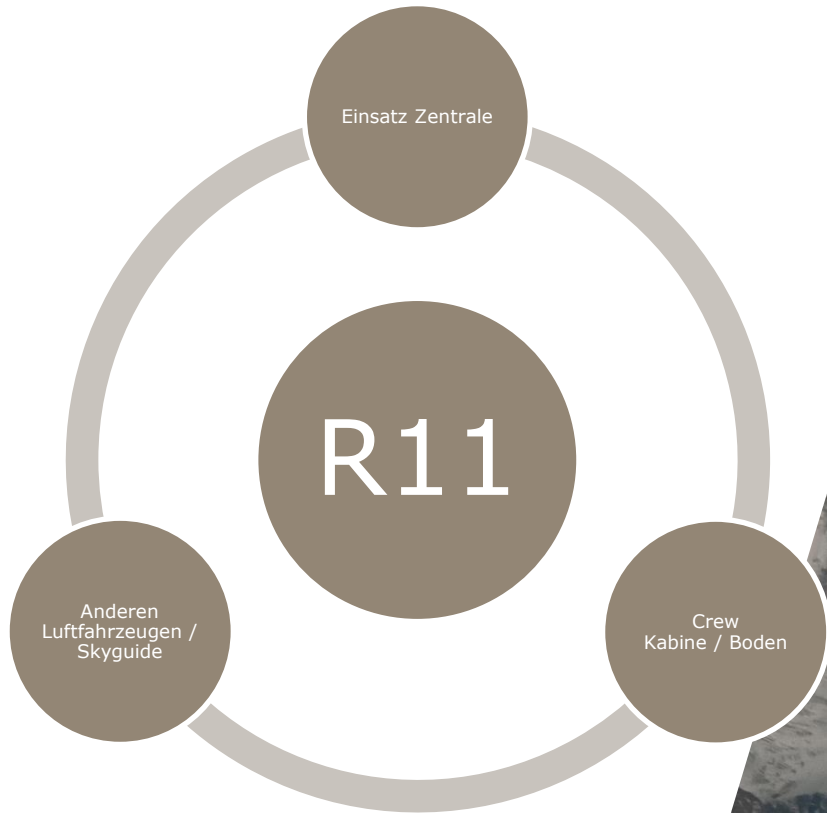 Einsatz Zentrale
R11
Anderen
Luftfahrzeugen /
Skyguide
Crew
Kabine / Boden